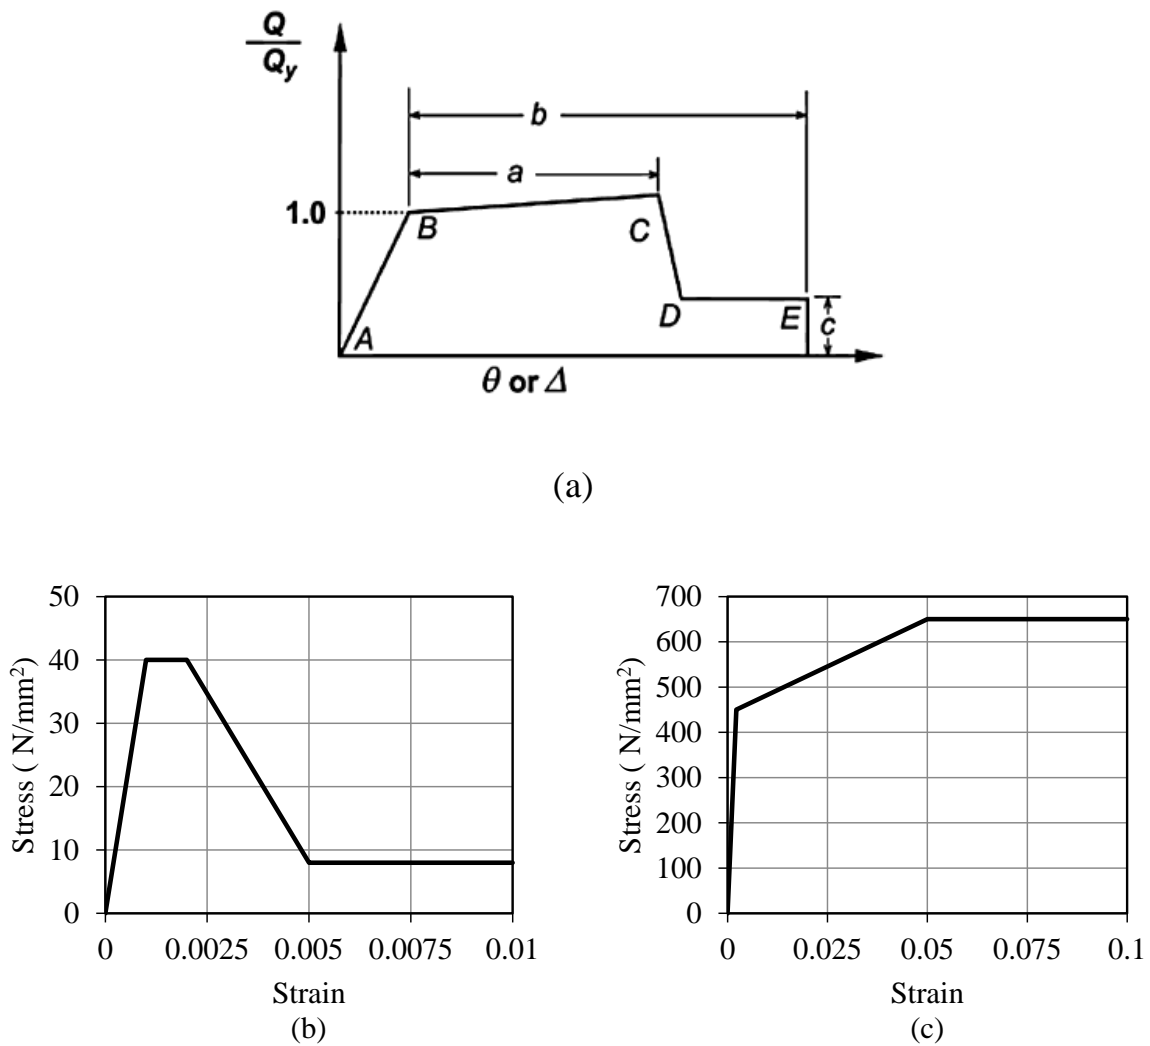 Q
Qy
b
a
1.0
B
C
A
D
E
c
θ or Δ
(a)
50
40
30
20
10
0
Stress ( N/mm²)
0 0.0025 0.005 0.0075 0.01
Strain
(b)
700
600
500
400
300
200
100
0
Stress ( N/mm²)
0 0.025 0.05 0.075 0.1
Strain
(c)